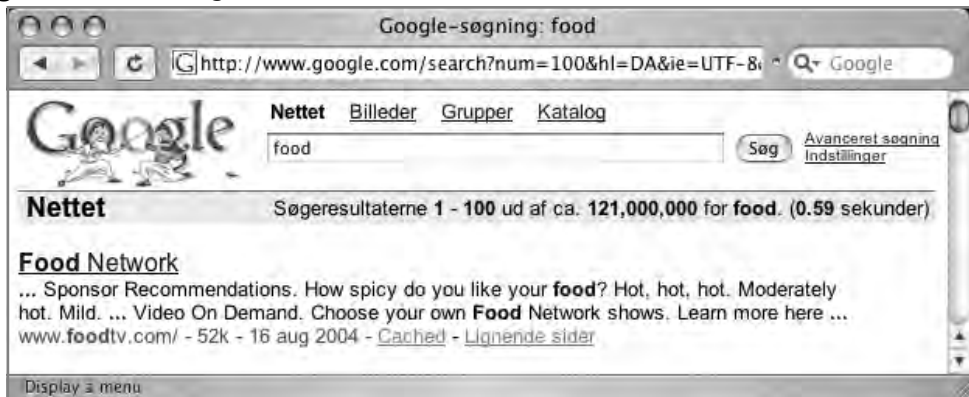 Google-søgning: food
http://www.google.com/search?num=100&hl=DA&ie=UTF-8& Google
Google
Nettet Billeder Grupper Katalog
food Søg Avanceret søgning
Indstillinger
Nettet Søgeresultaterne 1 - 100 ud af ca. 121,000,000 for food. (0.59 sekunder)
Food Network
... Sponsor Recommendations. How spicy do you like your food? Hot, hot, hot. Moderately
hot. Mild. ... Video On Demand. Choose your own Food Network shows. Learn more here ...
www.foodtv.com/ - 52k - 16 aug 2004 - Cached - Lignende sider
Display a menu